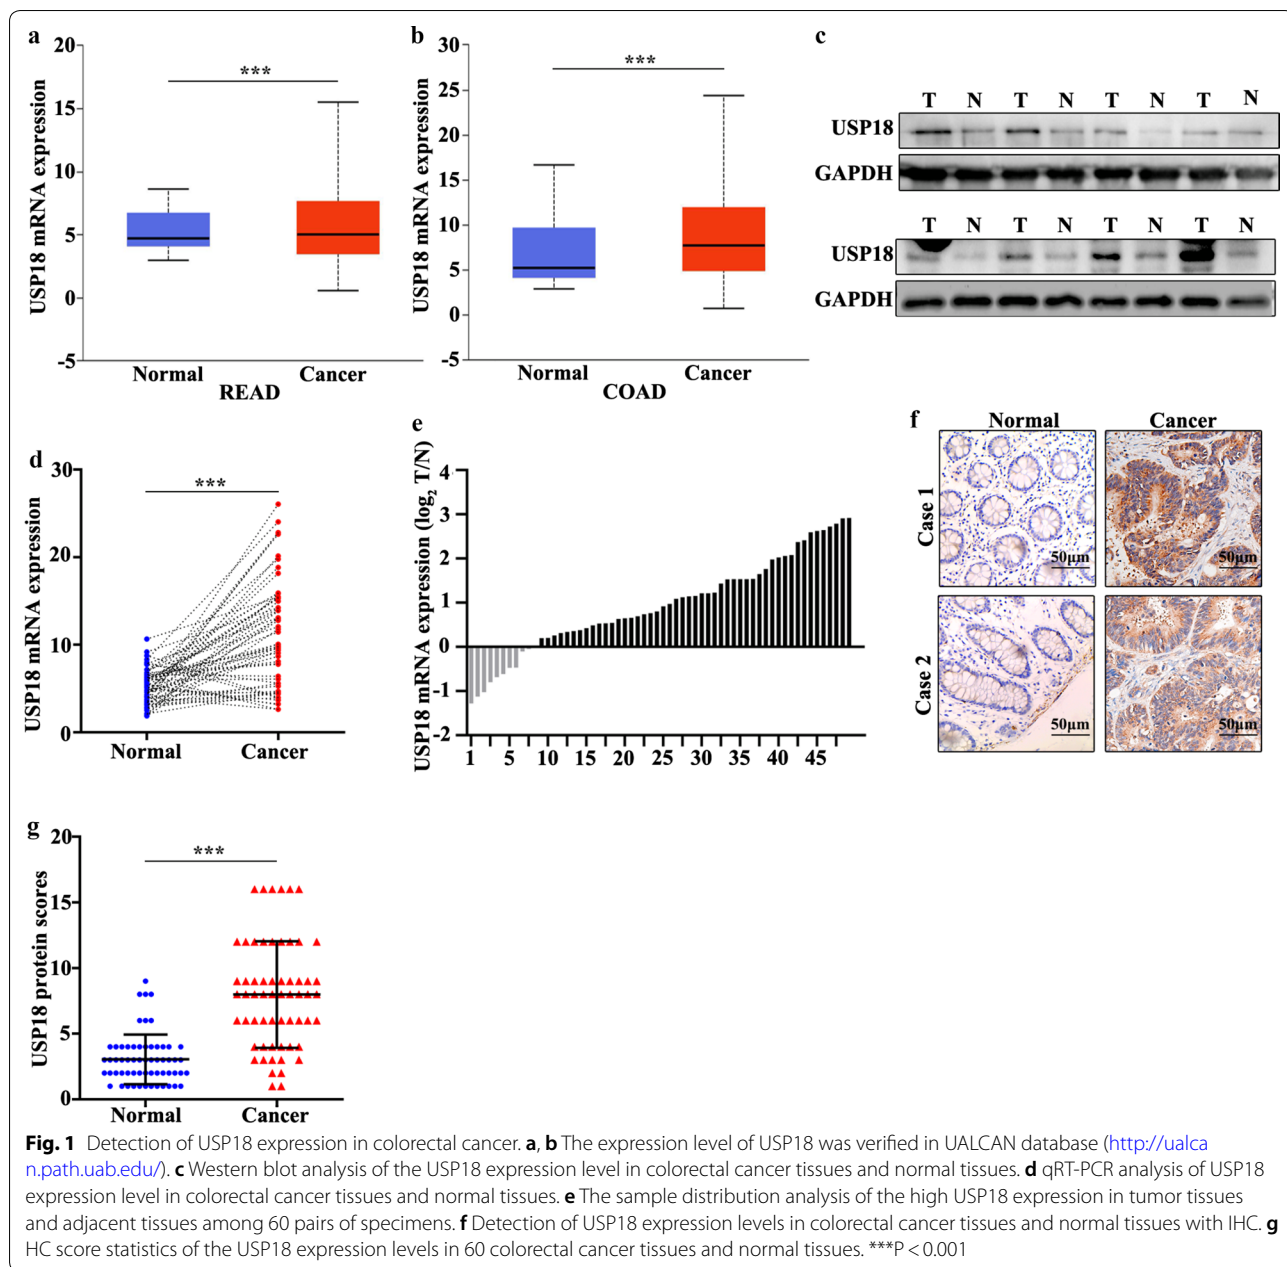 a
20
15
10
5
0
-5
USP18 mRNA expression
***
Normal
Cancer
READ
b
30
25
20
15
10
5
0
-5
USP18 mRNA expression
***
Normal
Cancer
COAD
c
T N T N T N T N
USP18
GAPDH
T N T N T N T N
USP18
GAPDH
d
30
20
10
0
USP18 mRNA expression
***
Normal
Cancer
e
4
3
2
1
0
-1
-2
USP18 mRNA expression (log2 T/N)
1 5 10 15 20 25 30 35 40 45
f
Normal
Cancer
Case 1
50μm
50μm
Case 2
50μm
50μm
g
20
15
10
5
0
USP18 protein scores
***
Normal
Cancer
Fig. 1 Detection of USP18 expression in colorectal cancer. a, b The expression level of USP18 was verified in UALCAN database (http://ualca
n.path.uab.edu/). c Western blot analysis of the USP18 expression level in colorectal cancer tissues and normal tissues. d qRT-PCR analysis of USP18
expression level in colorectal cancer tissues and normal tissues. e The sample distribution analysis of the high USP18 expression in tumor tissues
and adjacent tissues among 60 pairs of specimens. f Detection of USP18 expression levels in colorectal cancer tissues and normal tissues with IHC. g
HC score statistics of the USP18 expression levels in 60 colorectal cancer tissues and normal tissues. ***P < 0.001